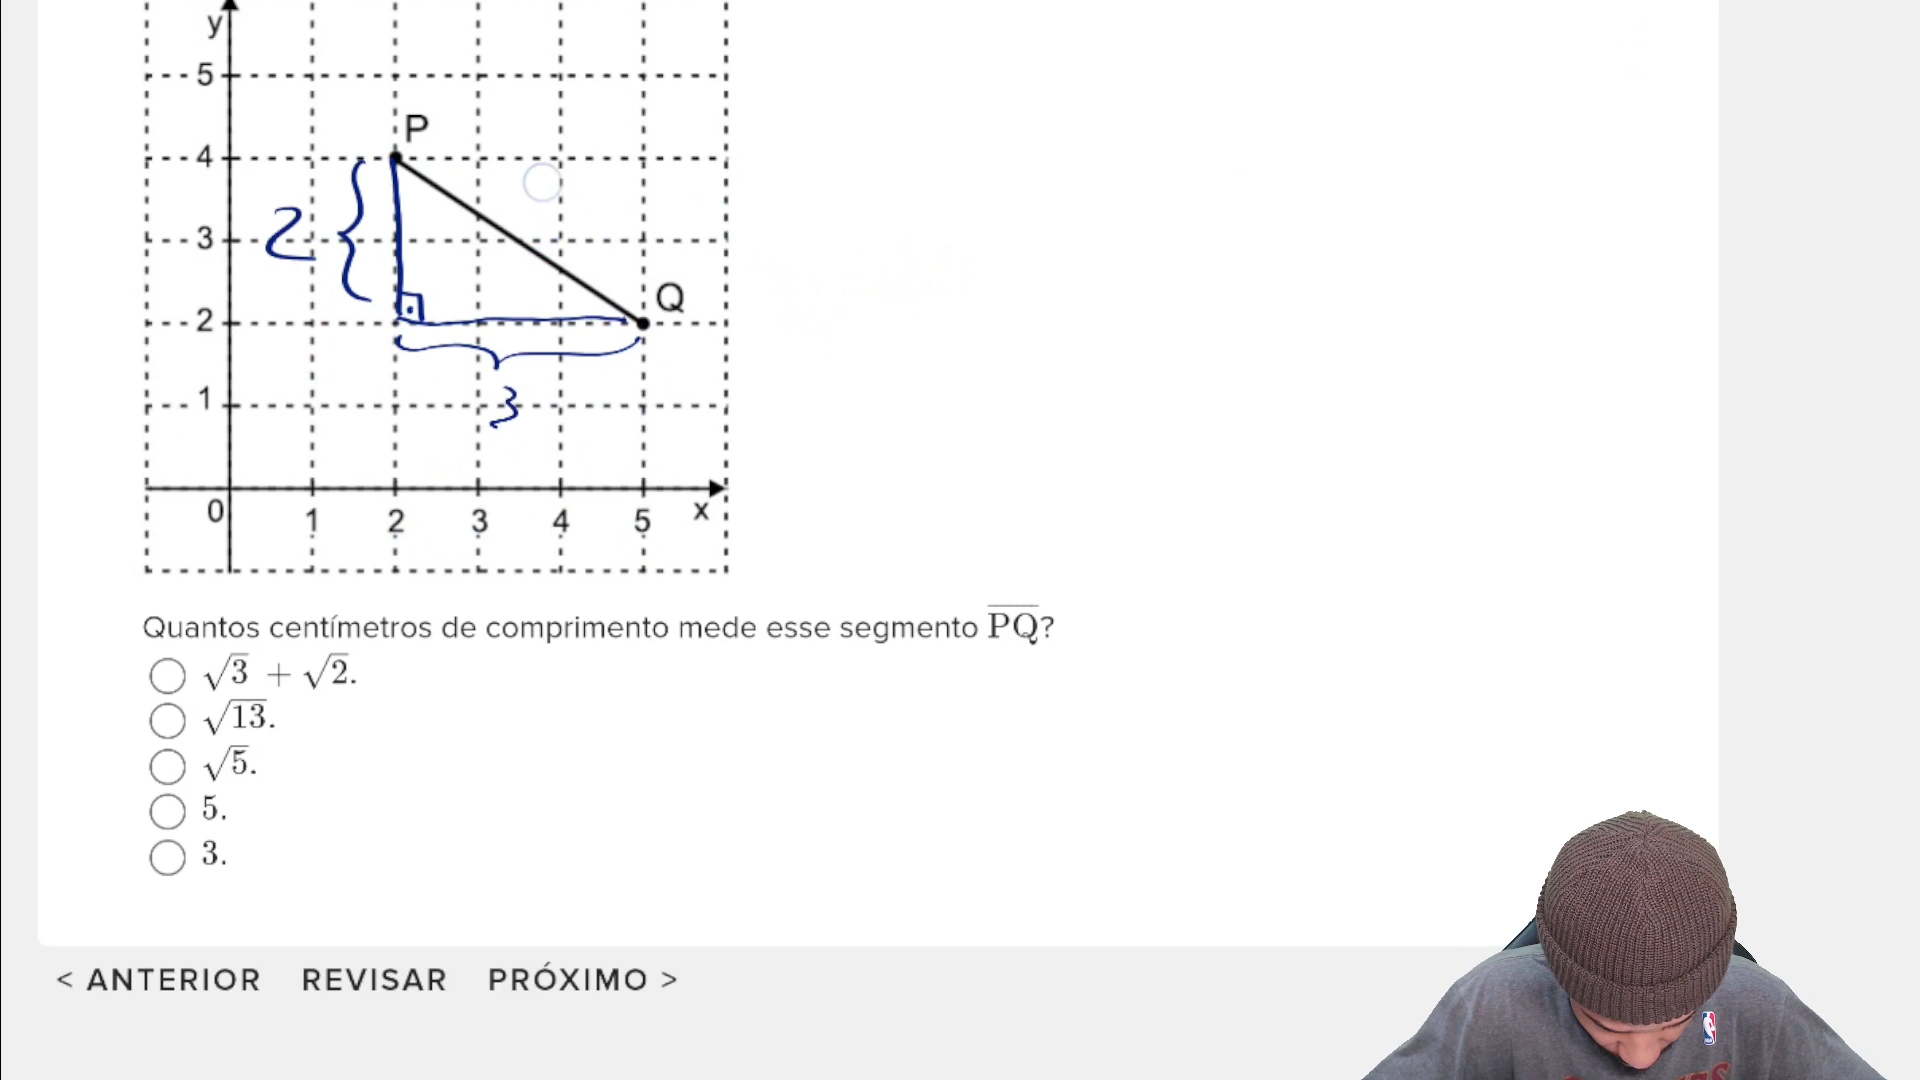 y
5
P
4
2
3
Q
2
1
3
0 1 2 3 4 5 x
Quantos centímetros de comprimento mede esse segmento \overline{PQ}?
√3 + √2.
√13.
√5.
5.
3.
< ANTERIOR REVISAR PRÓXIMO >